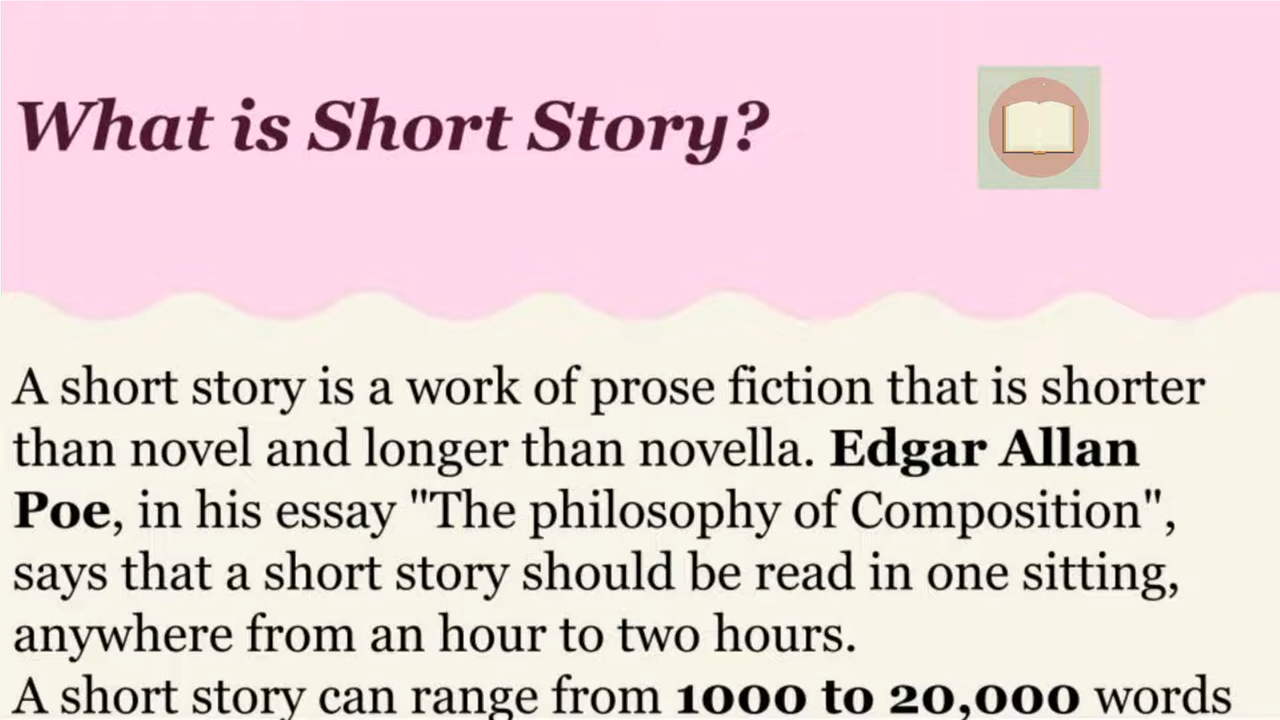 What is Short Story?
A short story is a work of prose fiction that is shorter
than novel and longer than novella. Edgar Allan
Poe, in his essay "The philosophy of Composition",
says that a short story should be read in one sitting,
anywhere from an hour to two hours.
A short story can range from 1000 to 20,000 words